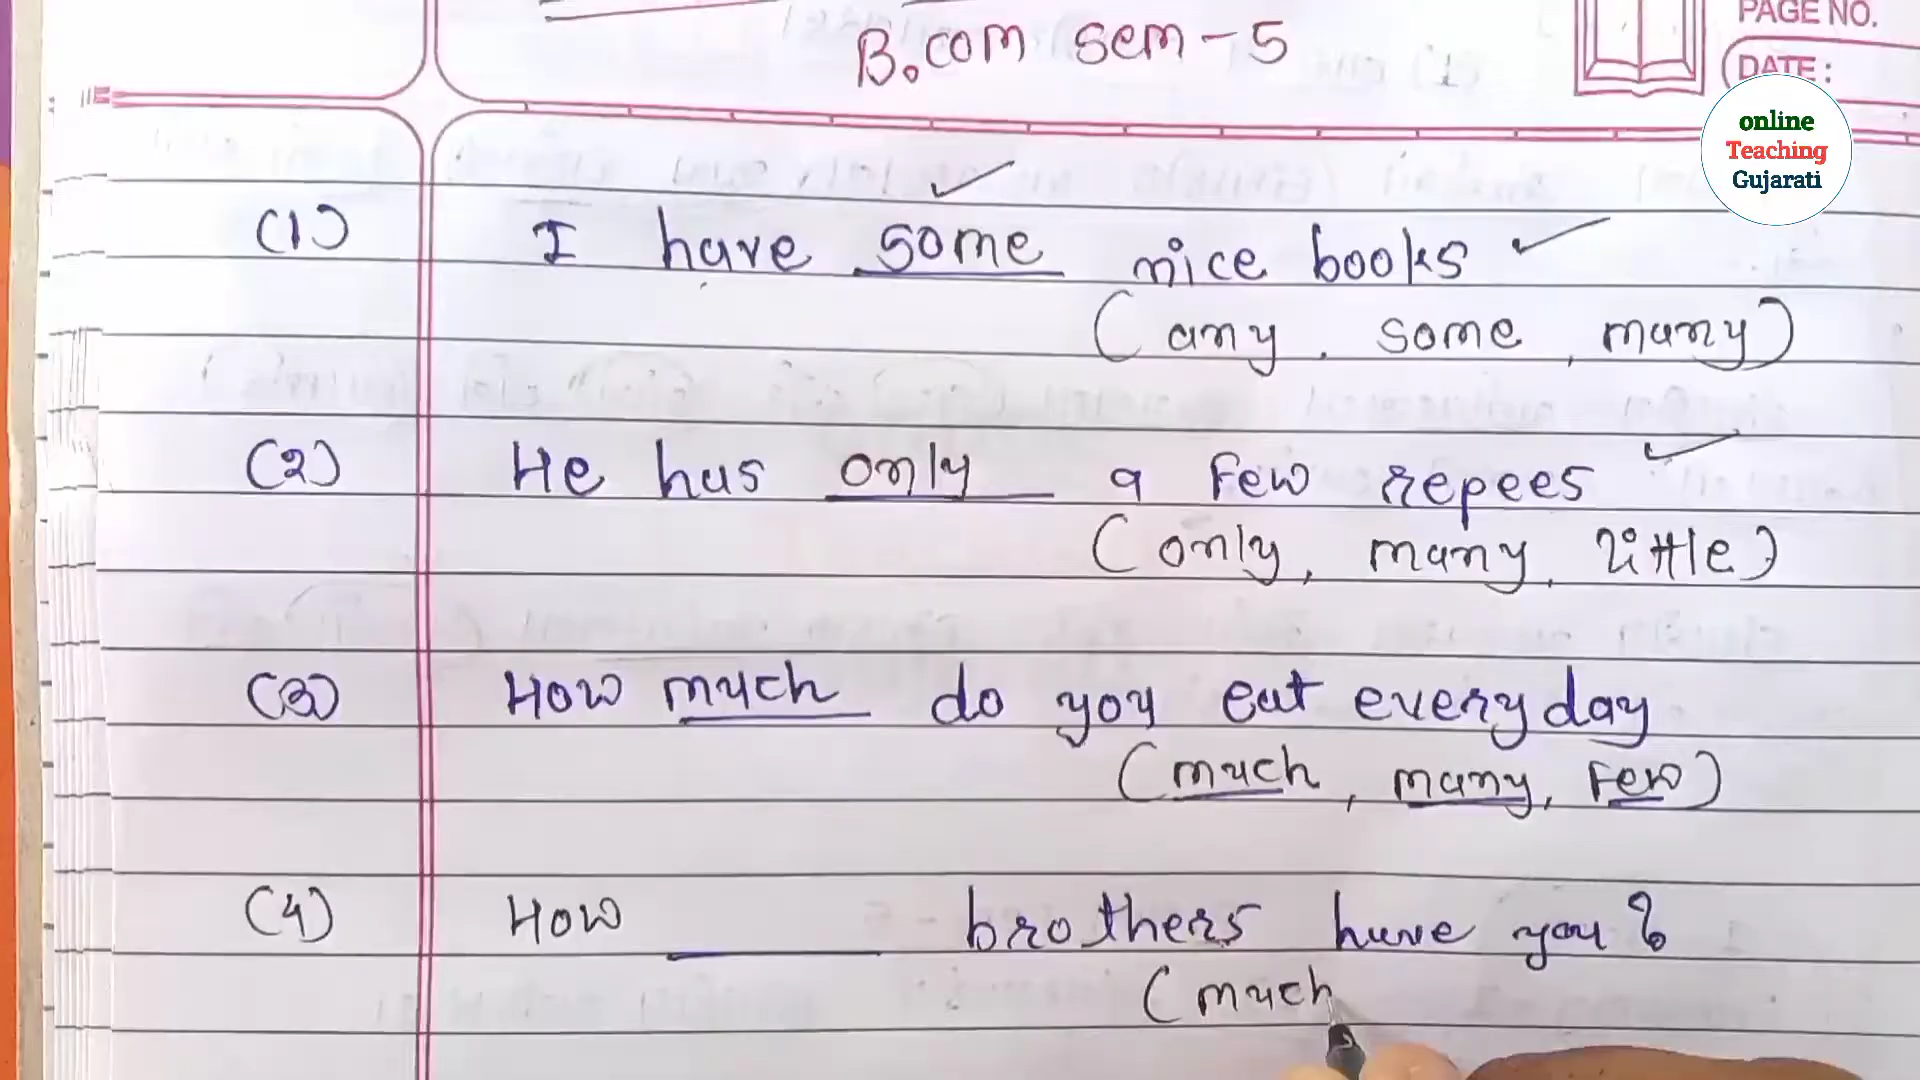 B.com sem-5
PAGE NO.
DATE:
online
Teaching
Gujarati
(1) I have some nice books
(any, some, many)
(2) He has only a few repees
(only, many, little)
(3) How much do you eat everyday
(much, many, few)
(4) How ______ brothers have you?
(much